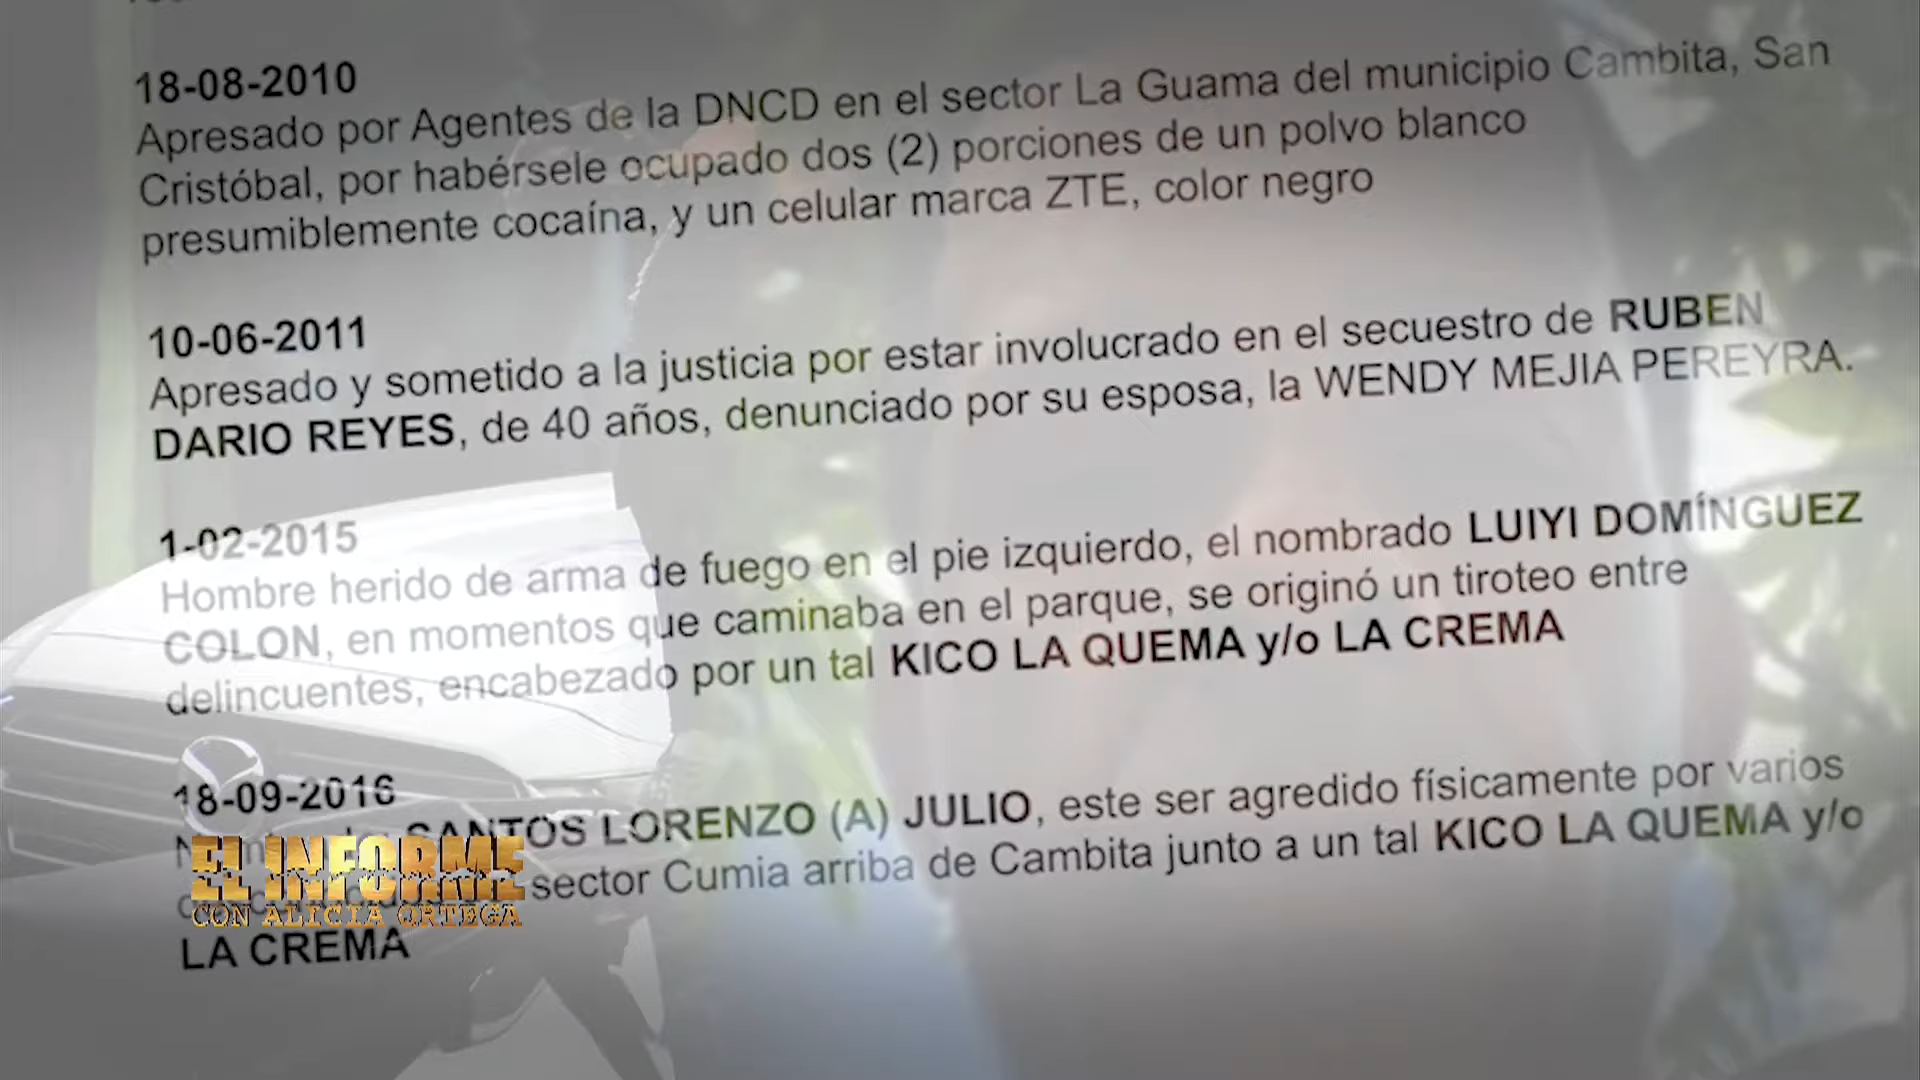 18-08-2010
Apresado por Agentes de la DNCD en el sector La Guama del municipio Cambita, San
Cristóbal, por habérsele ocupado dos (2) porciones de un polvo blanco
presumiblemente cocaína, y un celular marca ZTE, color negro
10-06-2011
Apresado y sometido a la justicia por estar involucrado en el secuestro de RUBEN
DARIO REYES, de 40 años, denunciado por su esposa, la WENDY MEJIA PEREYRA.
1-02-2015
Hombre herido de arma de fuego en el pie izquierdo, el nombrado LUIYI DOMÍNGUEZ
COLON, en momentos que caminaba en el parque, se originó un tiroteo entre
delincuentes, encabezado por un tal KICO LA QUEMA y/o LA CREMA
18-09-2016
SANTOS LORENZO (A) JULIO, este ser agredido físicamente por varios
sector Cumia arriba de Cambita junto a un tal KICO LA QUEMA y/o
LA CREMA
EL INFORME
CON ALICIA ORTEGA